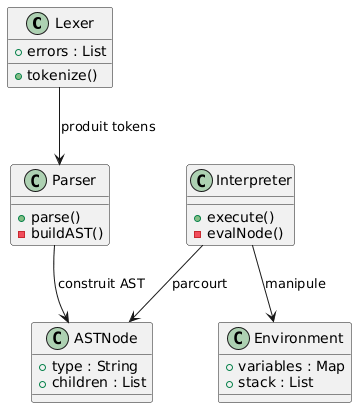 C Lexer
errors : List
tokenize()
produit tokens
C Parser
parse()
buildAST()
C Interpreter
execute()
evalNode()
construit AST
parcourt
manipule
C ASTNode
type : String
children : List
C Environment
variables : Map
stack : List